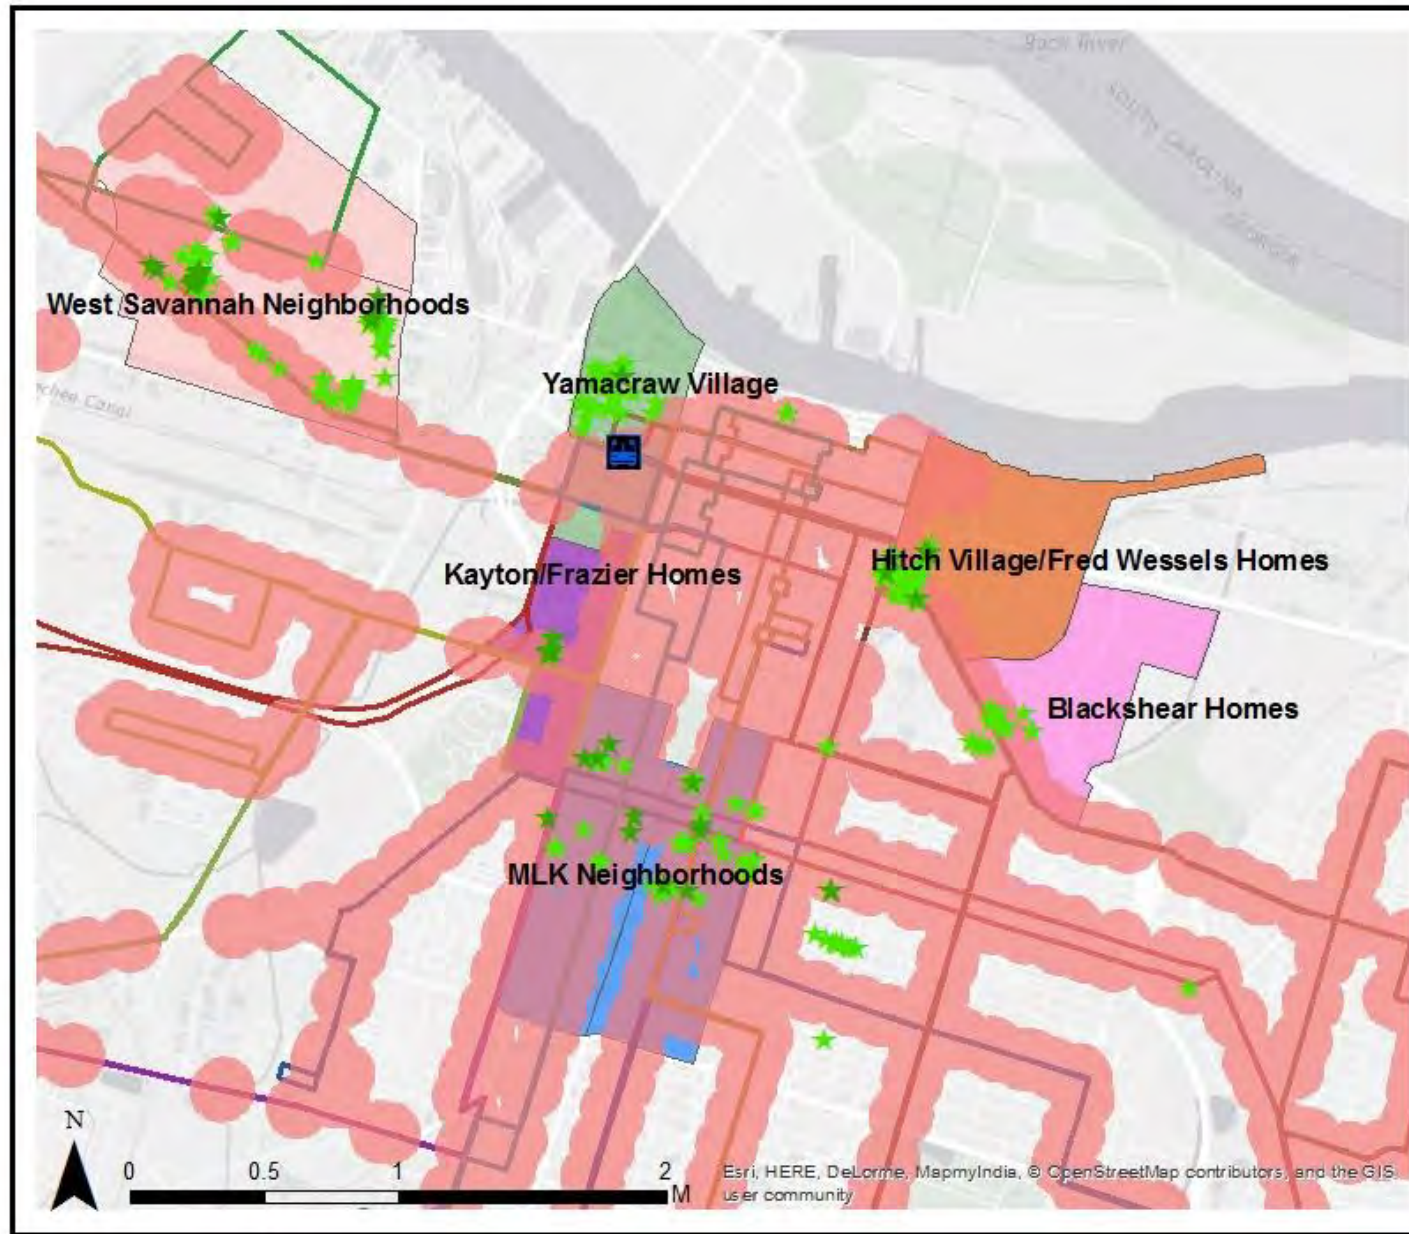 Back River
SOUTH CAROLINA
GEORGIA
West Savannah Neighborhoods
Yamacraw Village
chee Canal
Hitch Village/Fred Wessels Homes
Kayton/Frazier Homes
Blackshear Homes
MLK Neighborhoods
N
0 0.5 1 2
M
Esri, HERE, DeLorme, MapmyIndia, © OpenStreetMap contributors, and the GIS
user community